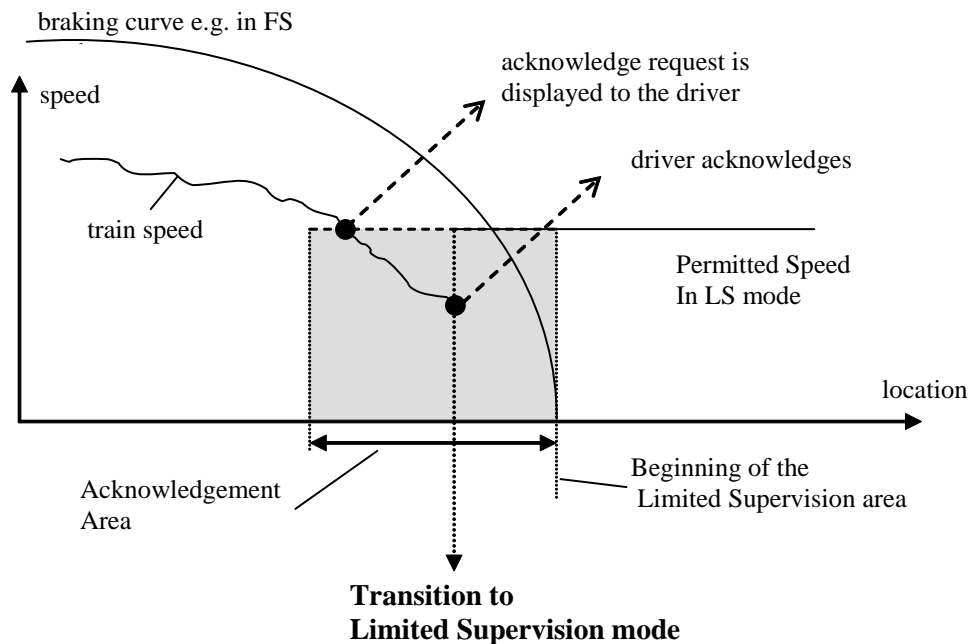 braking curve e.g. in FS
acknowledge request is
displayed to the driver
speed
driver acknowledges
train speed
Permitted Speed
In LS mode
location
Acknowledgement
Area
Beginning of the
Limited Supervision area
Transition to
Limited Supervision mode